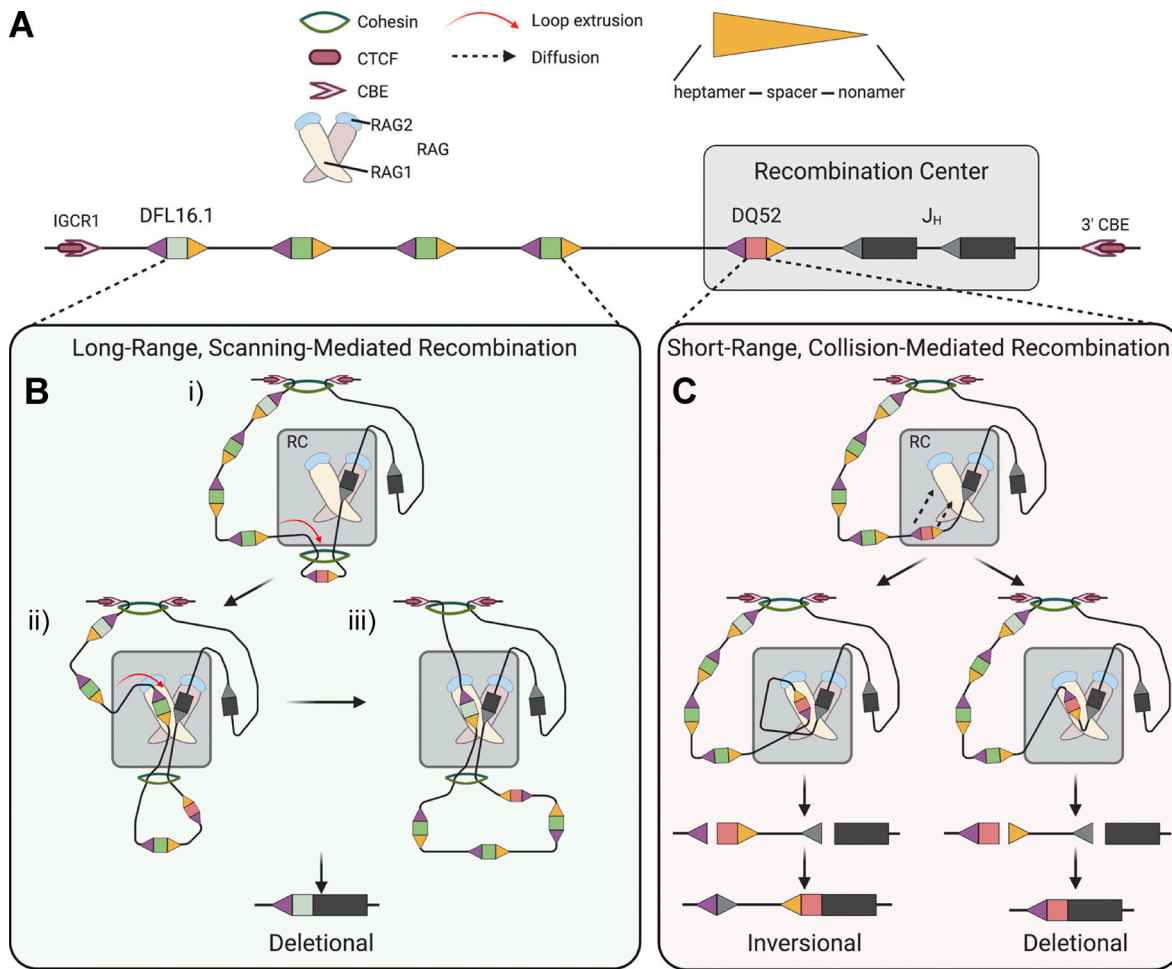 A
Cohesin
Loop extrusion
CTCF
Diffusion
CBE
heptamer – spacer – nonamer
RAG2
RAG
RAG1
Recombination Center
IGCR1
DFL16.1
DQ52
JH
3' CBE
Long-Range, Scanning-Mediated Recombination
B
i)
RC
ii)
iii)
Deletional
Short-Range, Collision-Mediated Recombination
C
RC
Inversional
Deletional